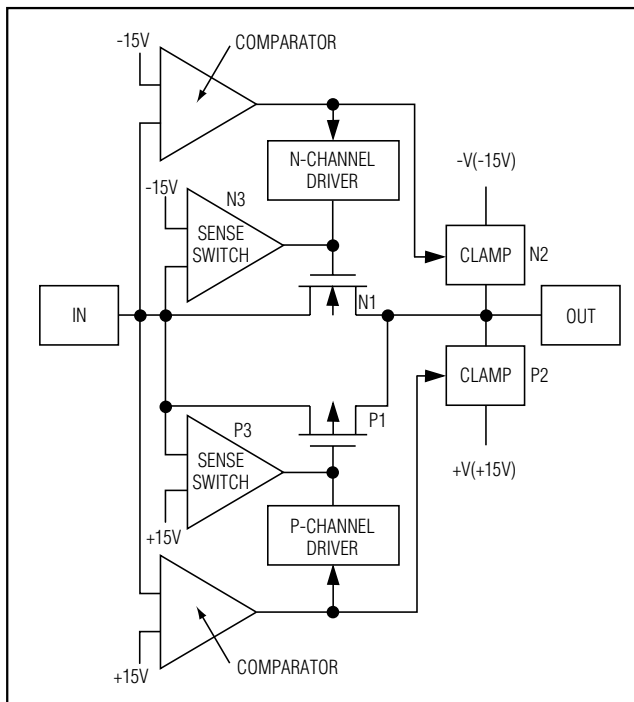 -15V
COMPARATOR
N-CHANNEL
DRIVER
-V(-15V)
-15V
N3
SENSE
SWITCH
CLAMP
N2
N1
IN
OUT
CLAMP
P2
P1
P3
SENSE
SWITCH
+V(+15V)
+15V
P-CHANNEL
DRIVER
+15V
COMPARATOR